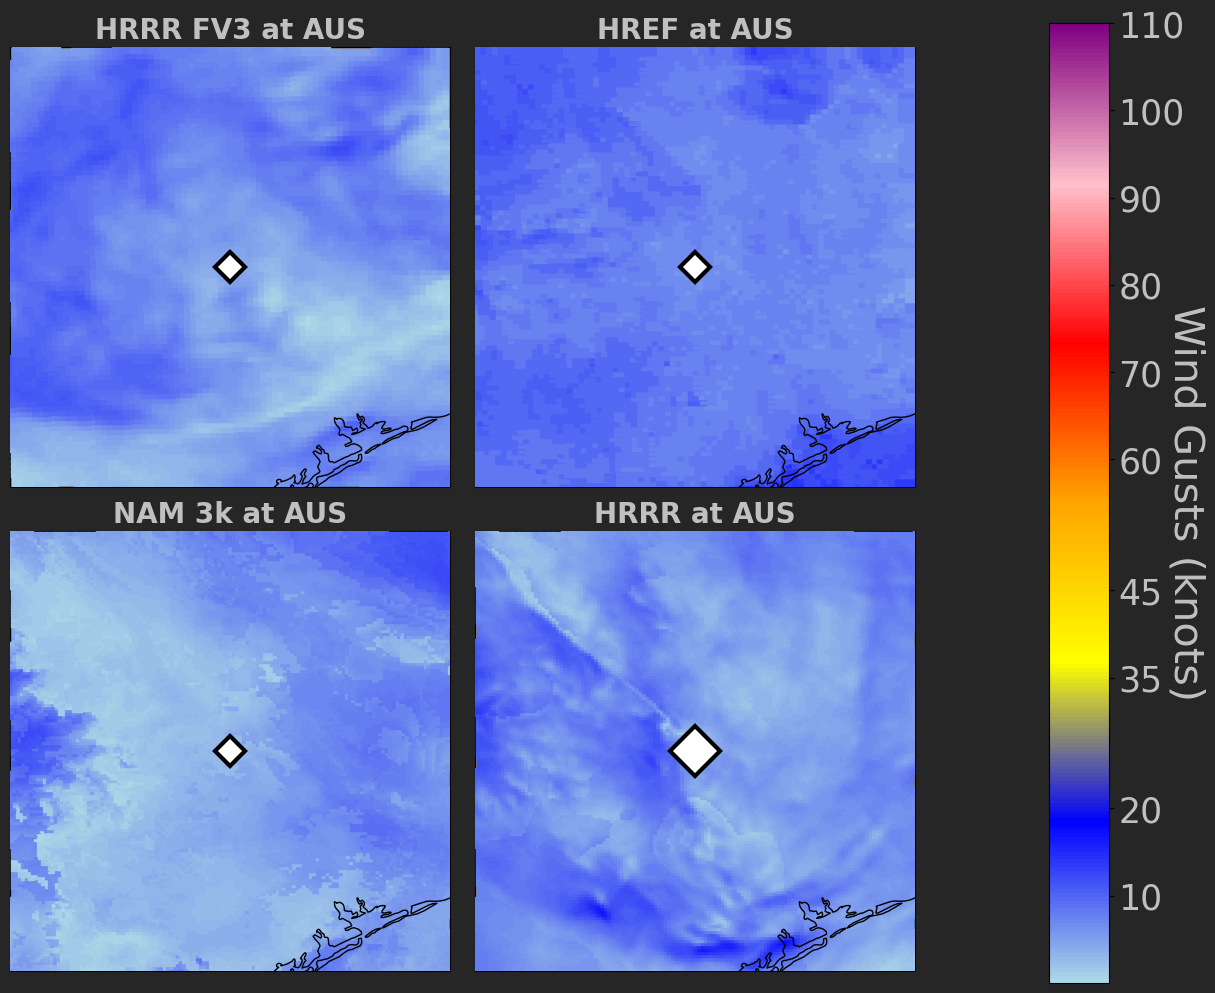 HRRR FV3 at AUS
HREF at AUS
NAM 3k at AUS
HRRR at AUS
110
100
90
80
70
60
45
35
20
10
Wind Gusts (knots)